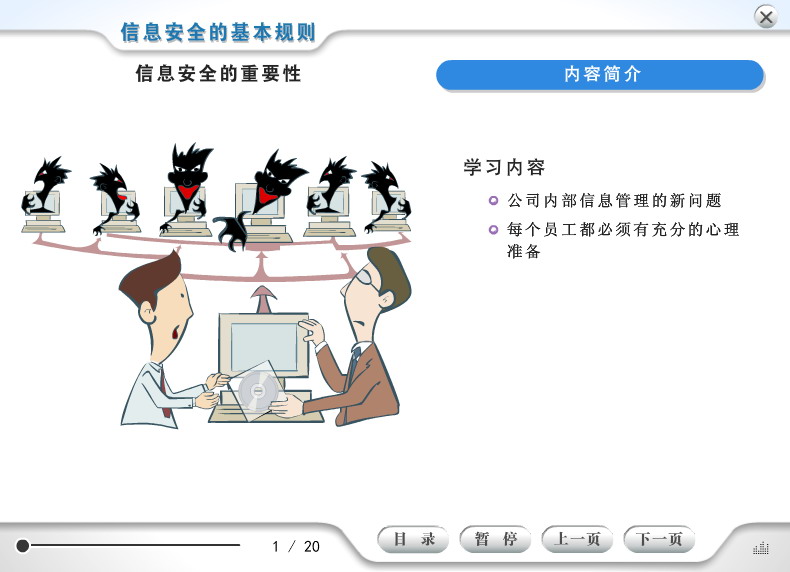 信息安全的基本规则
信息安全的重要性
内容简介
学习内容
公司内部信息管理的新问题
每个员工都必须有充分的心理
准备
1 / 20
目 录
暂 停
上一页
下一页